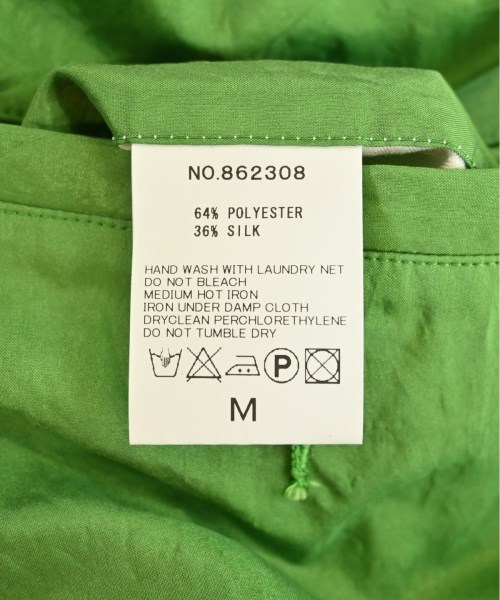 NO.862308
64% POLYESTER
36% SILK
HAND WASH WITH LAUNDRY NET
DO NOT BLEACH
MEDIUM HOT IRON
IRON UNDER DAMP CLOTH
DRYCLEAN PERCHLORETHYLENE
DO NOT TUMBLE DRY
P
M